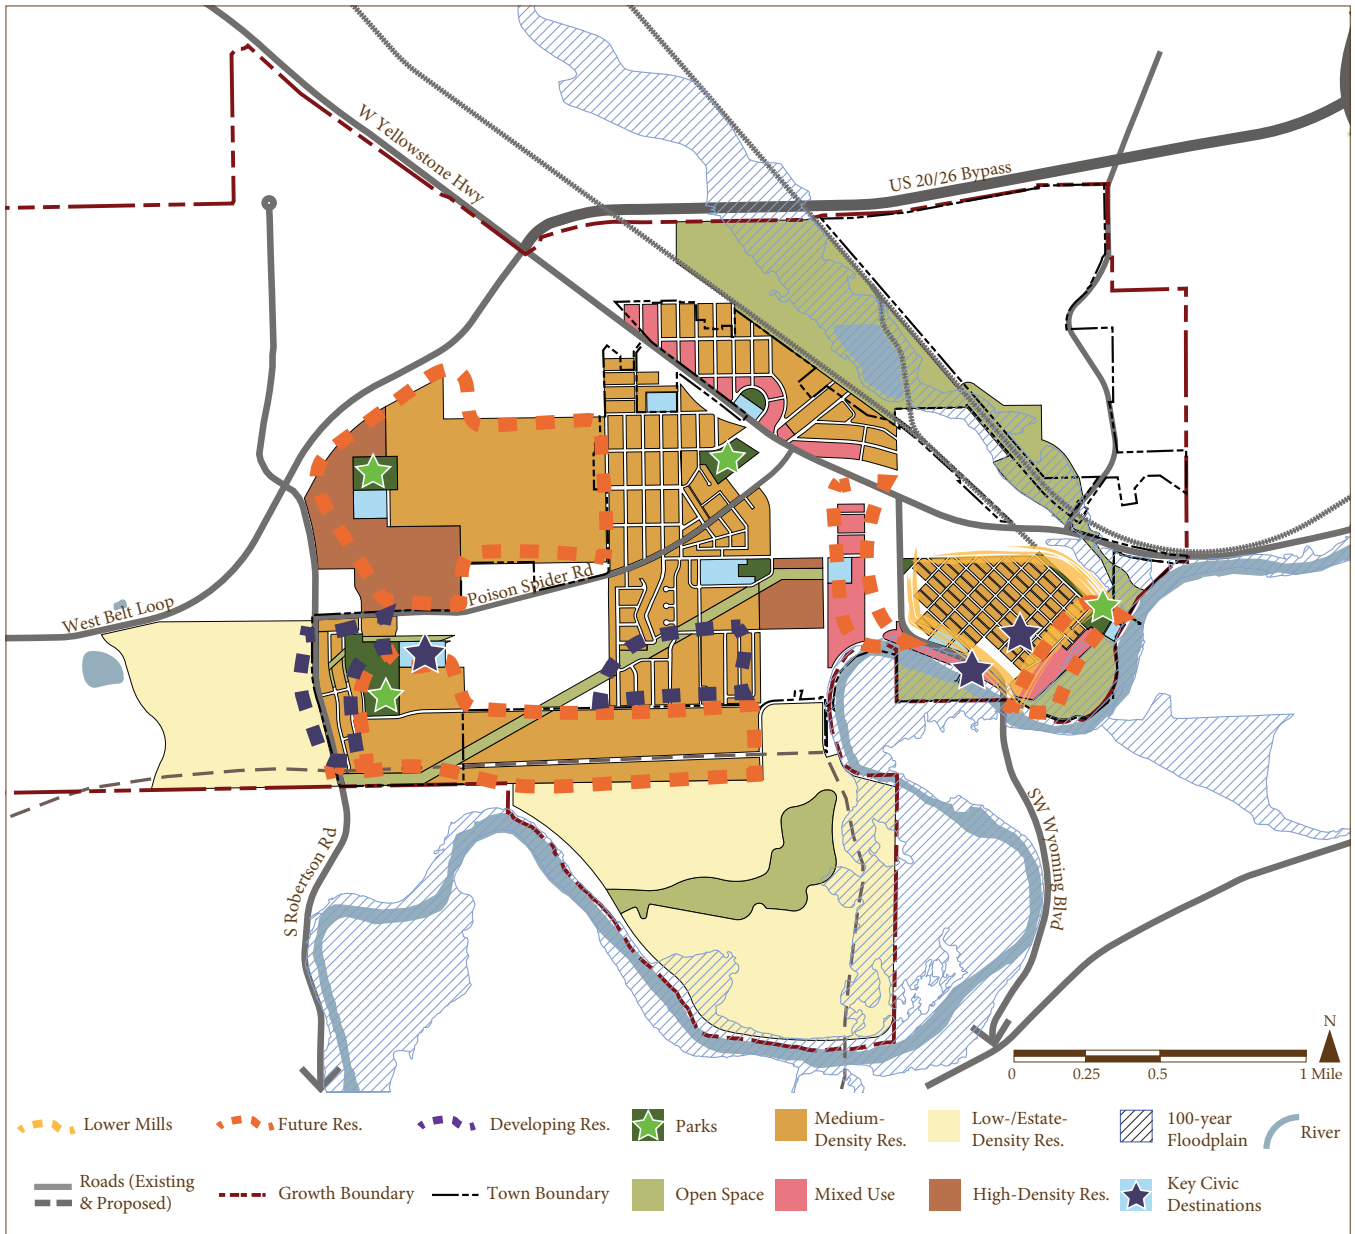 W Yellowstone Hwy
US 20/26 Bypass
West Belt Loop
Poison Spider Rd
S Robertson Rd
SW Wyoming Blvd
N
0
0.25
0.5
1 Mile
Lower Mills
Future Res.
Developing Res.
Parks
Medium-
Density Res.
Low-/Estate-
Density Res.
100-year
Floodplain
River
Roads (Existing
& Proposed)
Growth Boundary
Town Boundary
Open Space
Mixed Use
High-Density Res.
Key Civic
Destinations